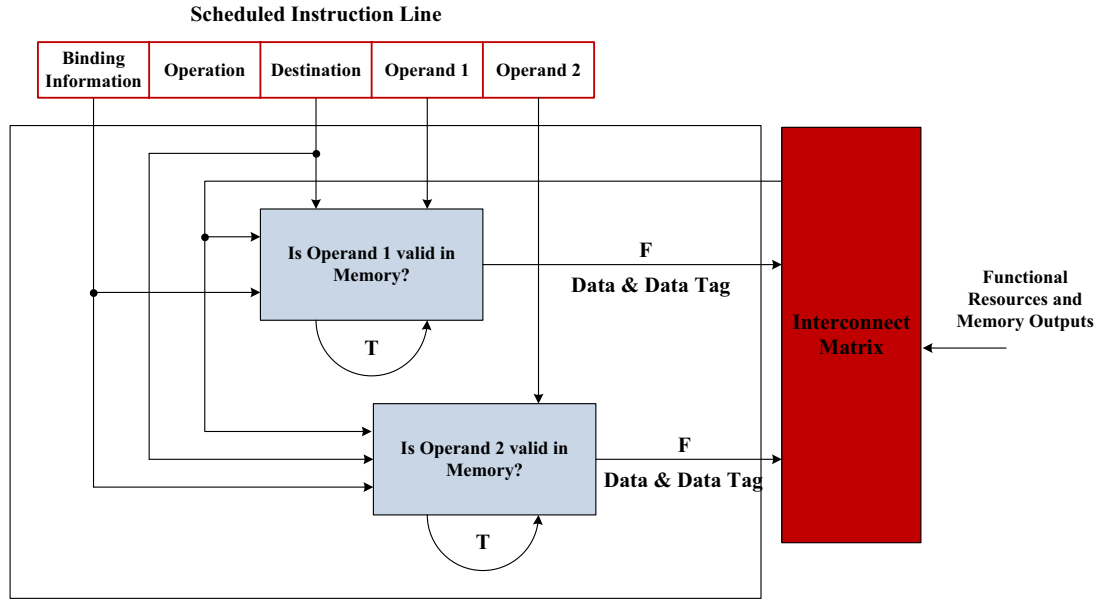 Scheduled Instruction Line
Binding
Information
Operation
Destination
Operand 1
Operand 2
Is Operand 1 valid in
Memory?
F
Data & Data Tag
T
Interconnect
Matrix
Functional
Resources and
Memory Outputs
Is Operand 2 valid in
Memory?
F
Data & Data Tag
T